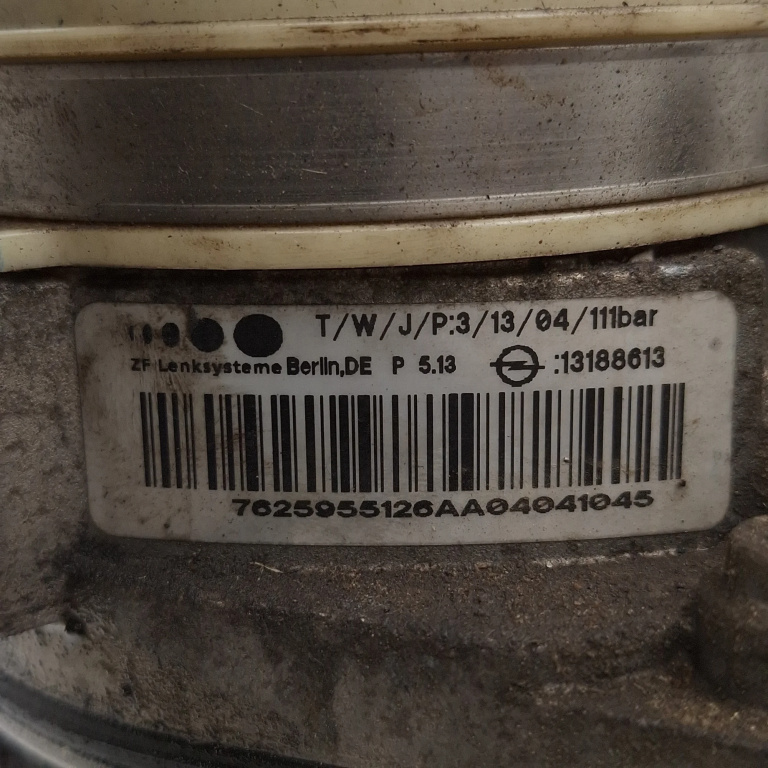 T/W/J/P:3/13/04/111bar
ZF Lenksysteme Berlin,DE P 5.13 :13188613
7625955126AA04041045